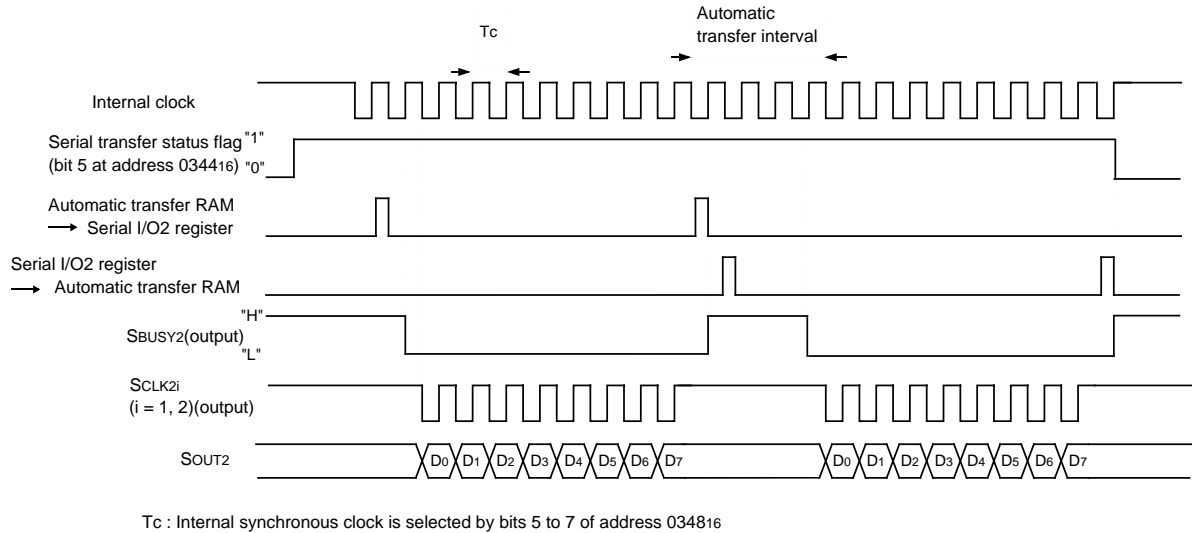 Automatic
transfer interval
Tc
Internal clock
Serial transfer status flag "1"
(bit 5 at address 034416) "0"
Automatic transfer RAM
→ Serial I/O2 register
Serial I/O2 register
→ Automatic transfer RAM
"H"
SBUSY2(output)
"L"
SCLK2i
(i = 1, 2)(output)
SOUT2 D0 D1 D2 D3 D4 D5 D6 D7 D0 D1 D2 D3 D4 D5 D6 D7
Tc : Internal synchronous clock is selected by bits 5 to 7 of address 034816